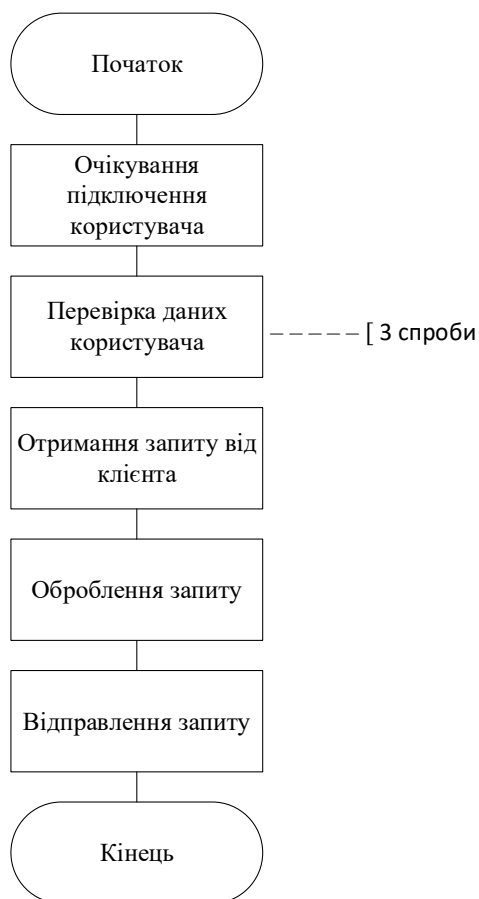 Початок
Очікування
підключення
користувача
Перевірка даних
користувача
[ 3 спроби
Отримання запиту від
клієнта
Оброблення запиту
Відправлення запиту
Кінець